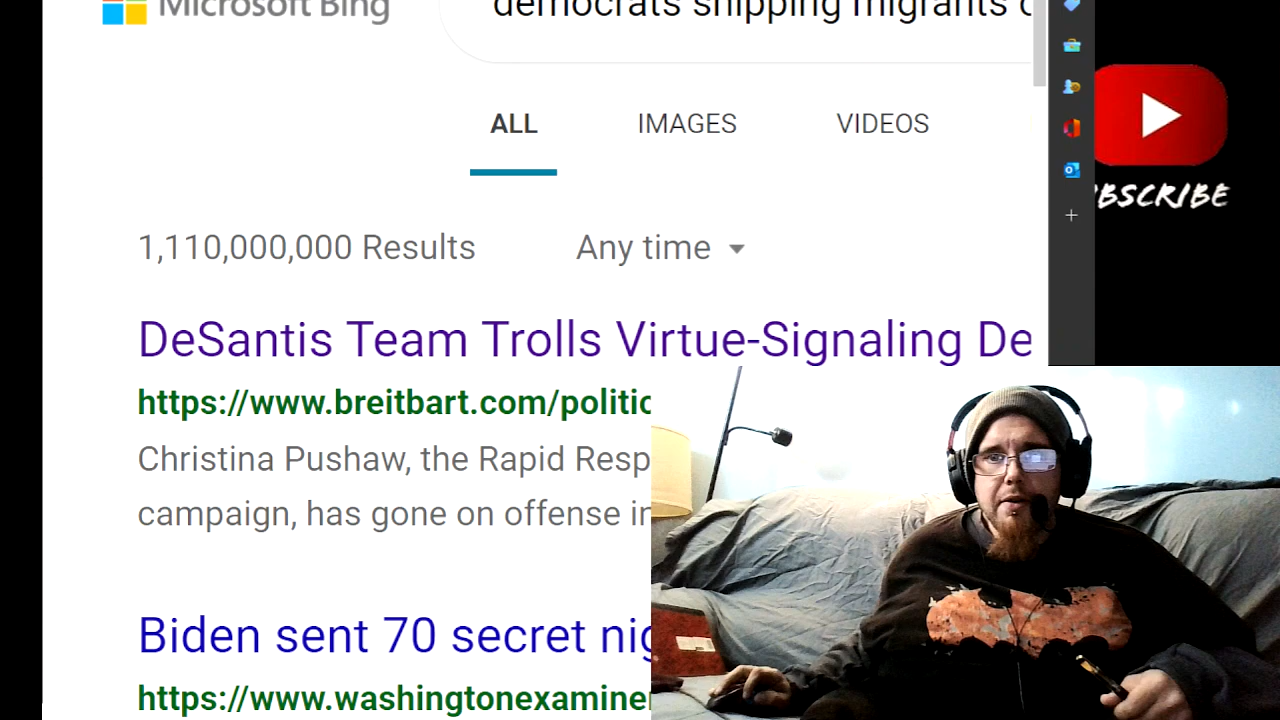 Microsoft Bing
democrats shipping migrants
ALL IMAGES VIDEOS
1,110,000,000 Results Any time
DeSantis Team Trolls Virtue-Signaling De
https://www.breitbart.com/politic
Christina Pushaw, the Rapid Resp
campaign, has gone on offense in
Biden sent 70 secret nig
https://www.washingtonexaminer
BSCRIBE